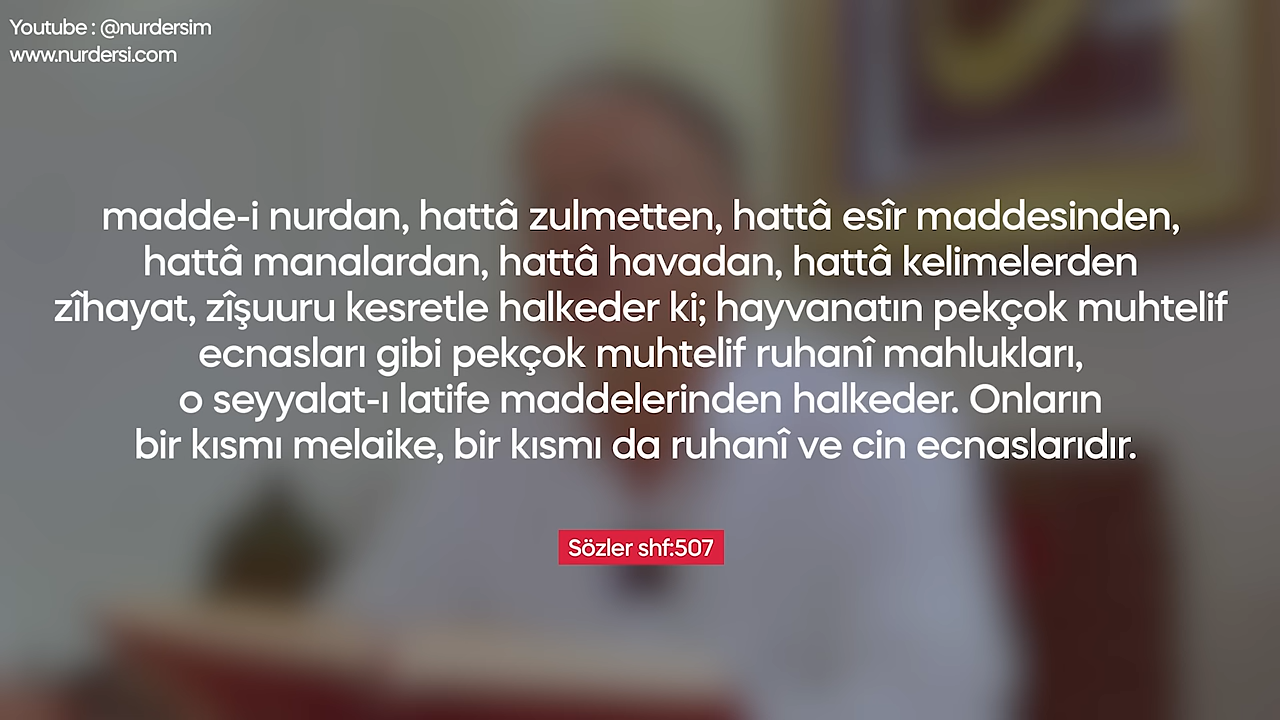 Youtube : @nurdersim
www.nurdersi.com
madde-i nurdan, hattâ zulmetten, hattâ esîr maddesinden,
hattâ manalardan, hattâ havadan, hattâ kelimelerden
zîhayat, zîşuuru kesretle halkeder ki; hayvanatın pekçok muhtelif
ecnasları gibi pekçok muhtelif ruhanî mahlukları,
o seyyalat-ı latife maddelerinden halkeder. Onların
bir kısmı melaike, bir kısmı da ruhanî ve cin ecnaslarıdır.
Sözler shf:507